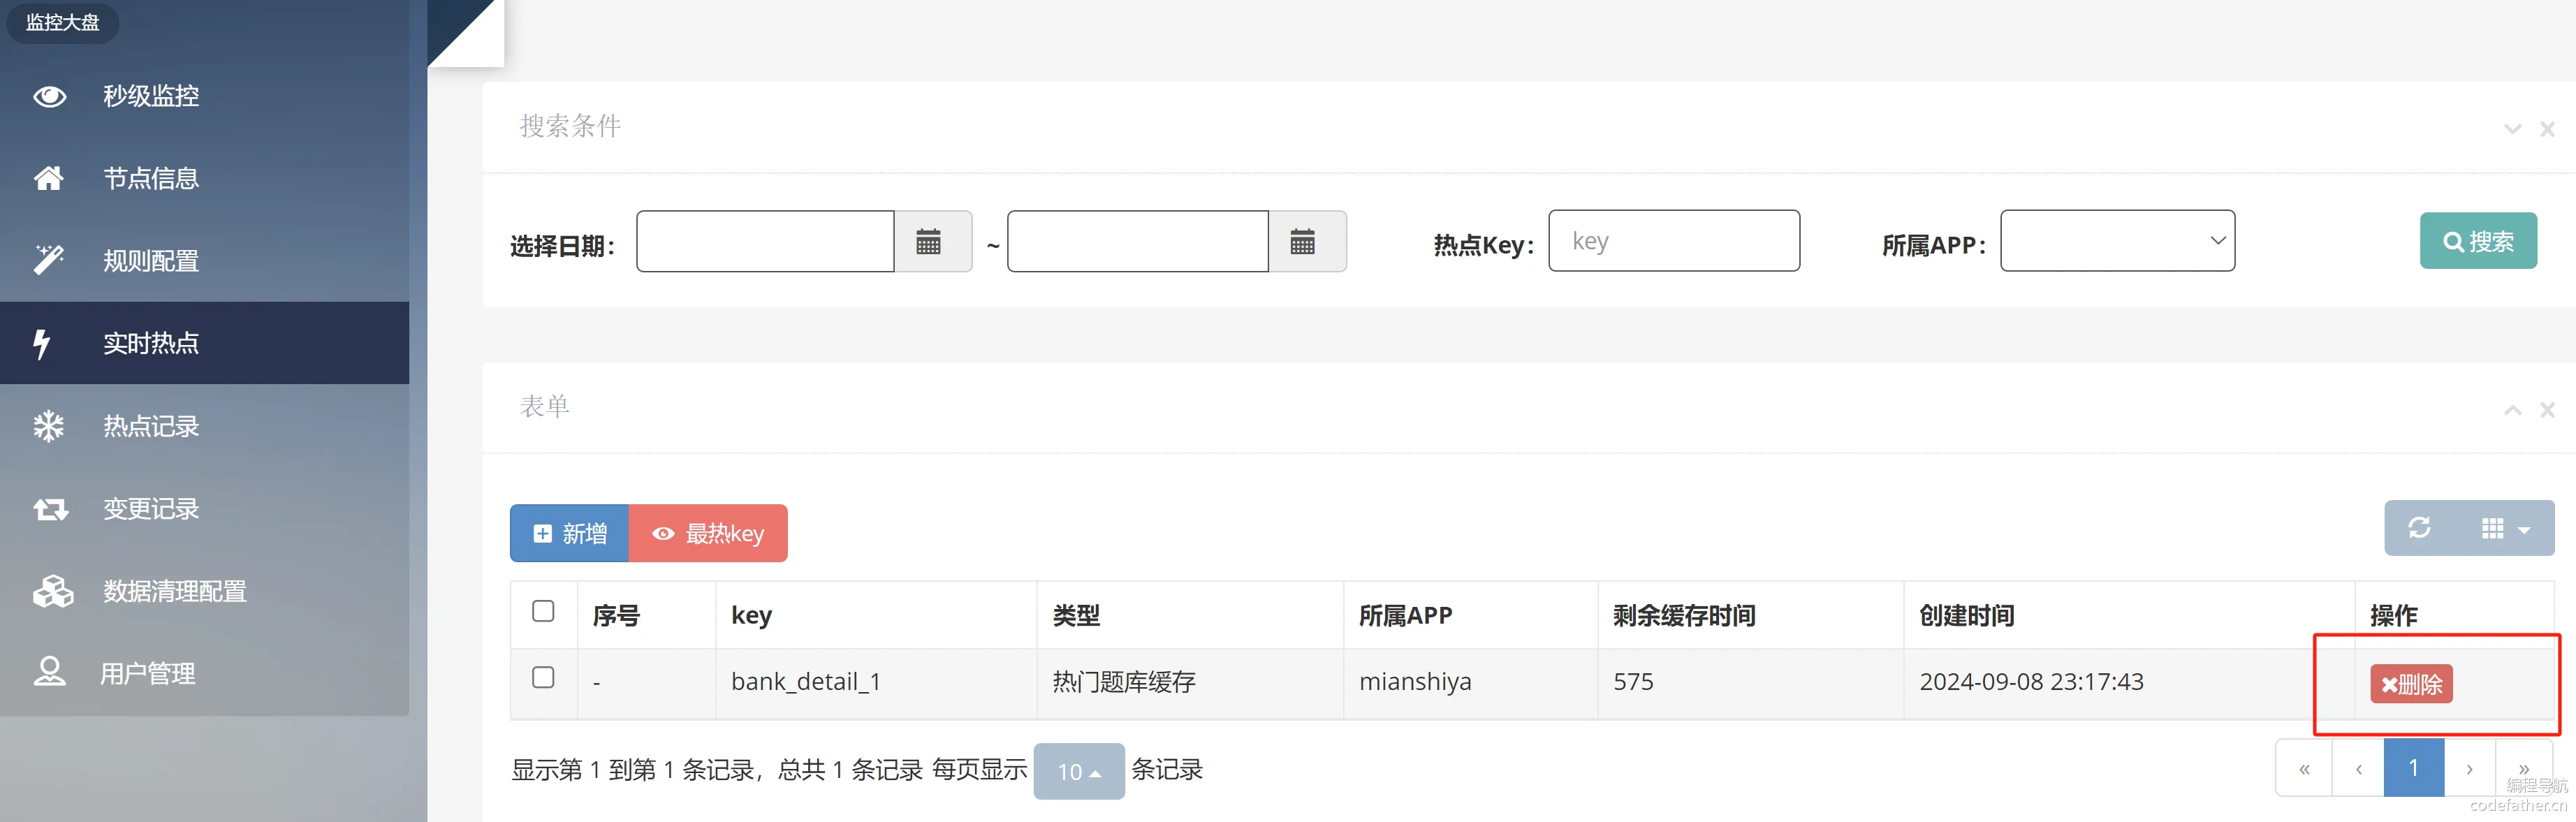 监控大盘
秒级监控
节点信息
规则配置
实时热点
热点记录
变更记录
数据清理配置
用户管理
搜索条件
选择日期： ~ 热点Key： key 所属APP： 搜索
表单
新增 最热key
序号 key 类型 所属APP 剩余缓存时间 创建时间 操作
- bank_detail_1 热门题库缓存 mianshiya 575 2024-09-08 23:17:43 删除
显示第 1 到第 1 条记录，总共 1 条记录 每页显示 10 条记录
« ‹ 1 › »
编程导航
codefather.cn